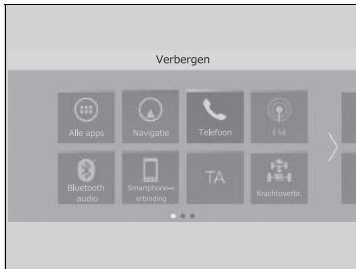 Verbergen
Alle apps
Navigatie
Telefoon
Bluetooth
audio
Smartphone-v
erbinding
TA
Krachtoverbr.